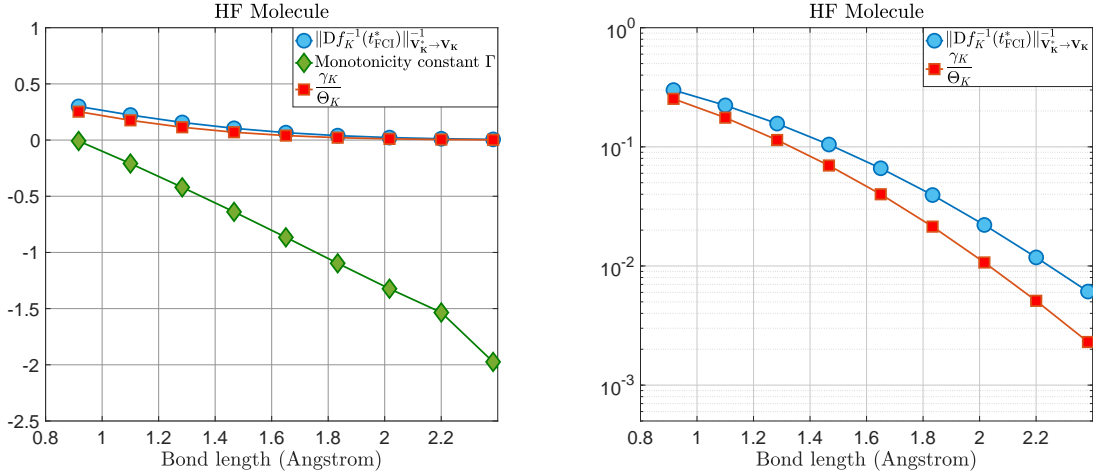 HF Molecule
1
0.5
0
-0.5
-1
-1.5
-2
-2.5
0.8 1 1.2 1.4 1.6 1.8 2 2.2
Bond length (Angstrom)
‖Df_K^{-1}(t^*_{FCI})‖^{-1}_{V^*_K→V_K}
Monotonicity constant Γ
γ_K
Θ_K
HF Molecule
10^0
10^{-1}
10^{-2}
10^{-3}
0.8 1 1.2 1.4 1.6 1.8 2 2.2
Bond length (Angstrom)
‖Df_K^{-1}(t^*_{FCI})‖^{-1}_{V^*_K→V_K}
γ_K
Θ_K